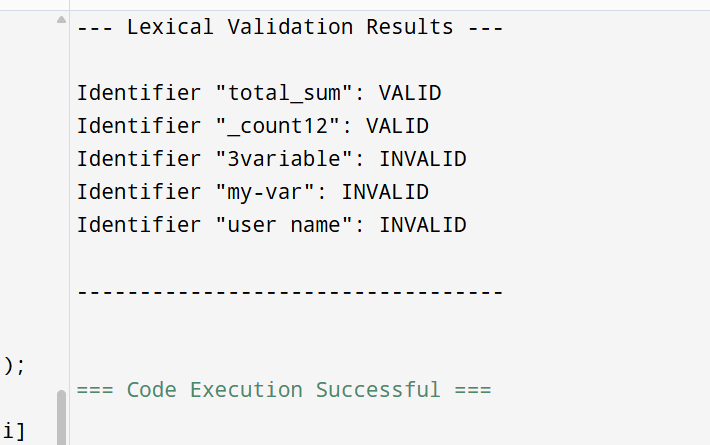 --- Lexical Validation Results ---
Identifier "total_sum": VALID
Identifier "_count12": VALID
Identifier "3variable": INVALID
Identifier "my-var": INVALID
Identifier "user name": INVALID
----------------------------------
);
=== Code Execution Successful ===
i]